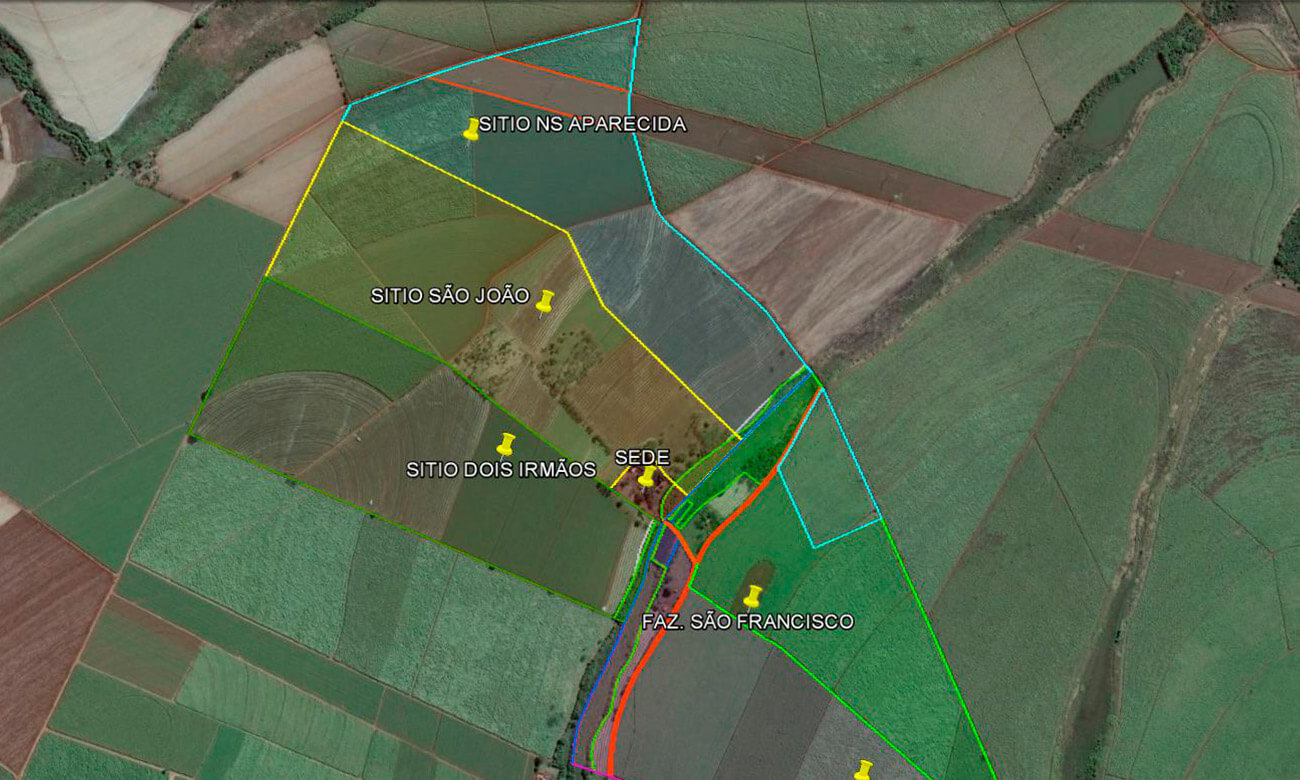 SITIO NS APARECIDA
SITIO SÃO JOÃO
SEDE
SITIO DOIS IRMÃOS
FAZ. SÃO FRANCISCO